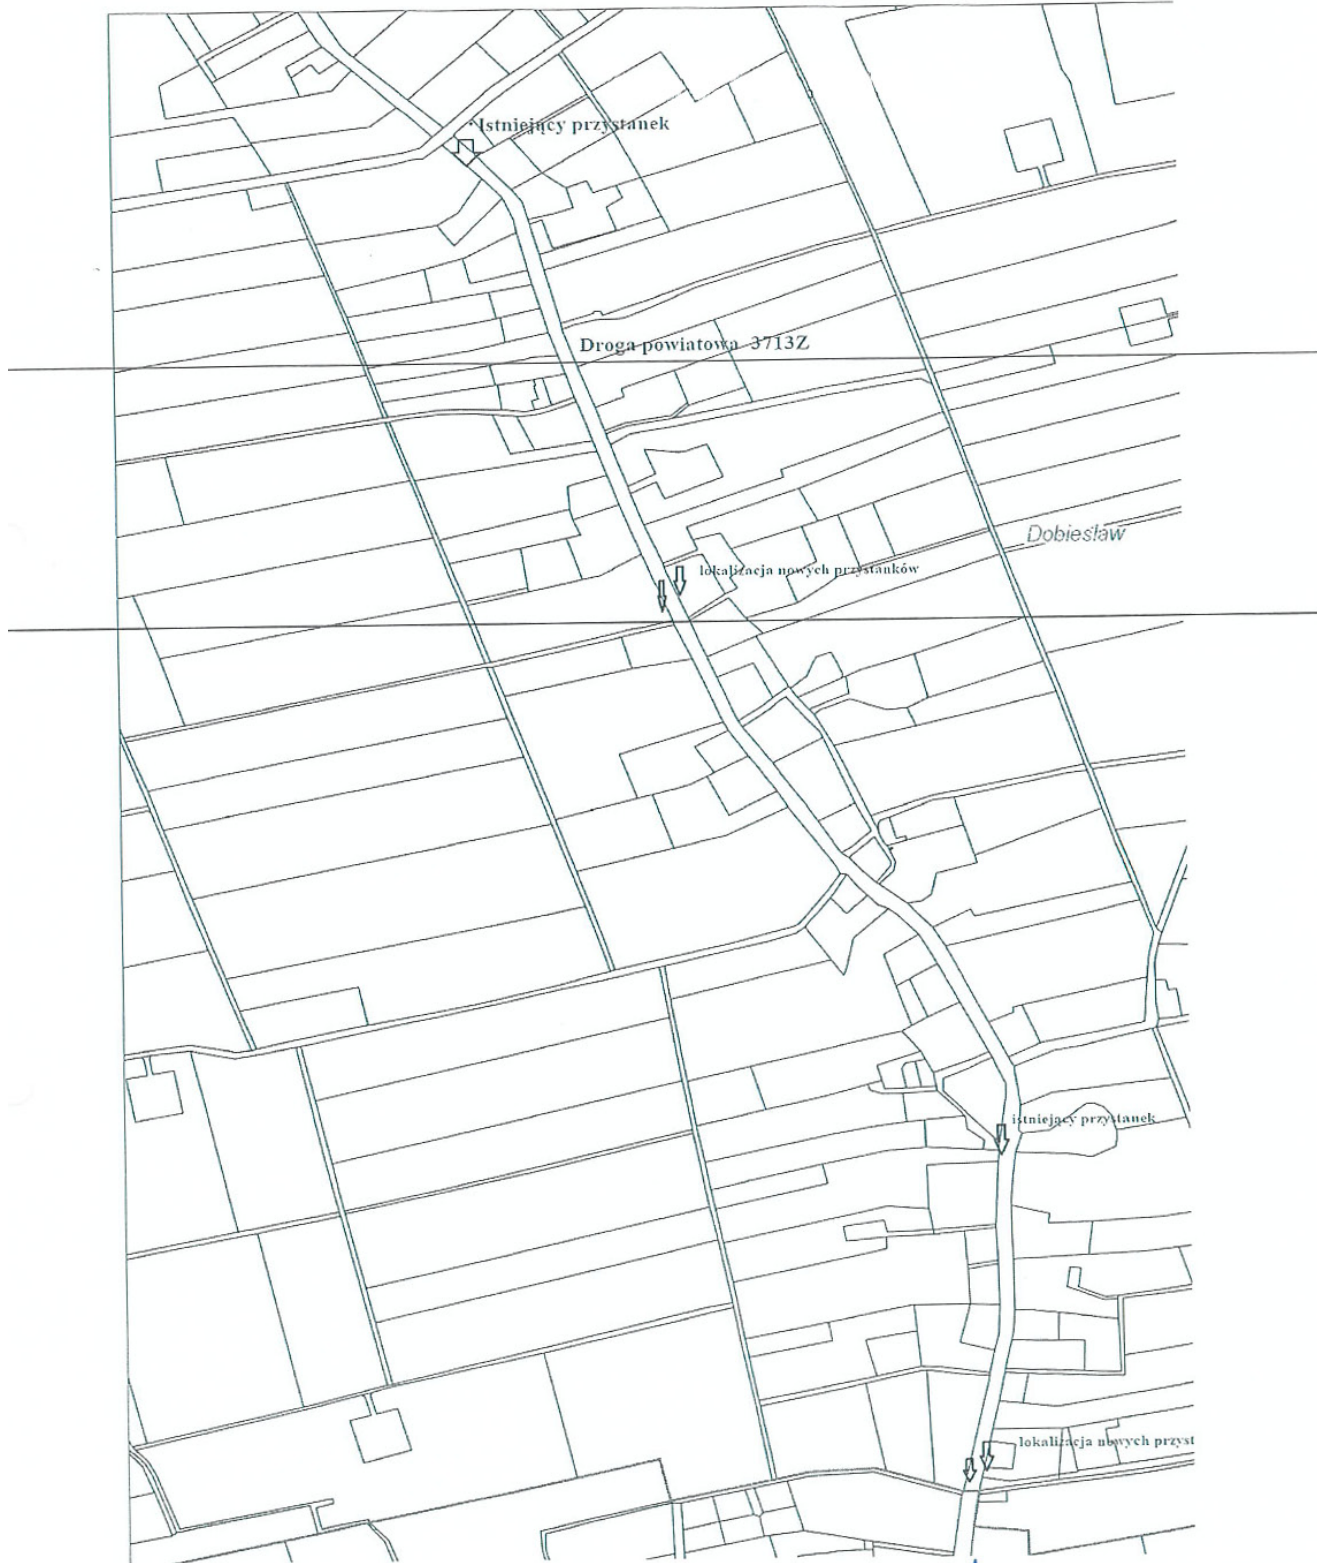 Istniejący przystanek
Droga powiatowa 3713Z
Dobiesław
lokalizacja nowych przystanków
istniejący przystanek
lokalizacja nowych przyst